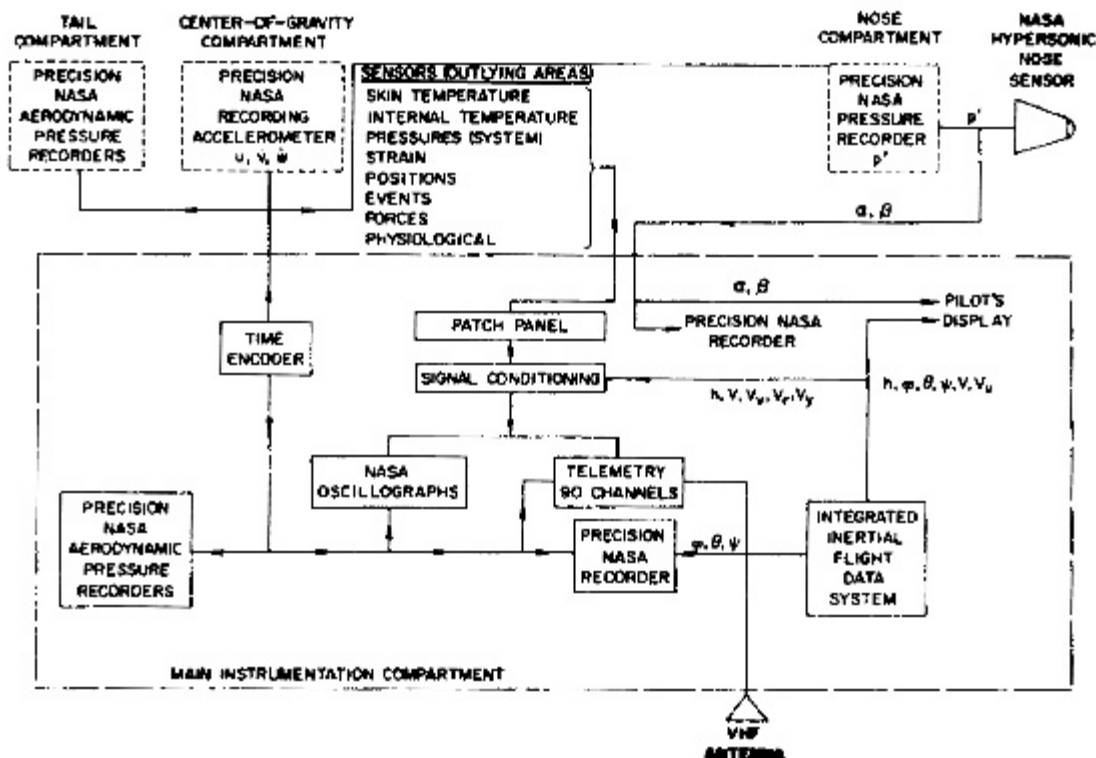 TAIL
COMPARTMENT
PRECISION
NASA
AERODYNAMIC
PRESSURE
RECORDERS
CENTER-OF-GRAVITY
COMPARTMENT
PRECISION
NASA
RECORDING
ACCELEROMETER
SENSORS (OUTLYING AREAS)
SKIN TEMPERATURE
INTERNAL TEMPERATURE
PRESSURES (SYSTEM)
STRAIN
POSITIONS
EVENTS
FORCES
PHYSIOLOGICAL
NOSE
COMPARTMENT
PRECISION
NASA
PRESSURE
RECORDER
p'
p'
NASA
HYPERSONIC
NOSE
SENSOR
α, β
α, β
PILOT'S
DISPLAY
PRECISION NASA
RECORDER
PATCH PANEL
TIME
ENCODER
SIGNAL CONDITIONING
h, φ, θ, ψ, V,
h, V,
NASA
OSCILLOGRAPHS
TELEMETRY
90 CHANNELS
PRECISION
NASA
AERODYNAMIC
PRESSURE
RECORDERS
PRECISION
NASA
RECORDER
φ, θ, ψ
INTEGRATED
INERTIAL
FLIGHT
DATA
SYSTEM
MAIN INSTRUMENTATION COMPARTMENT
VHF
ANTENNA